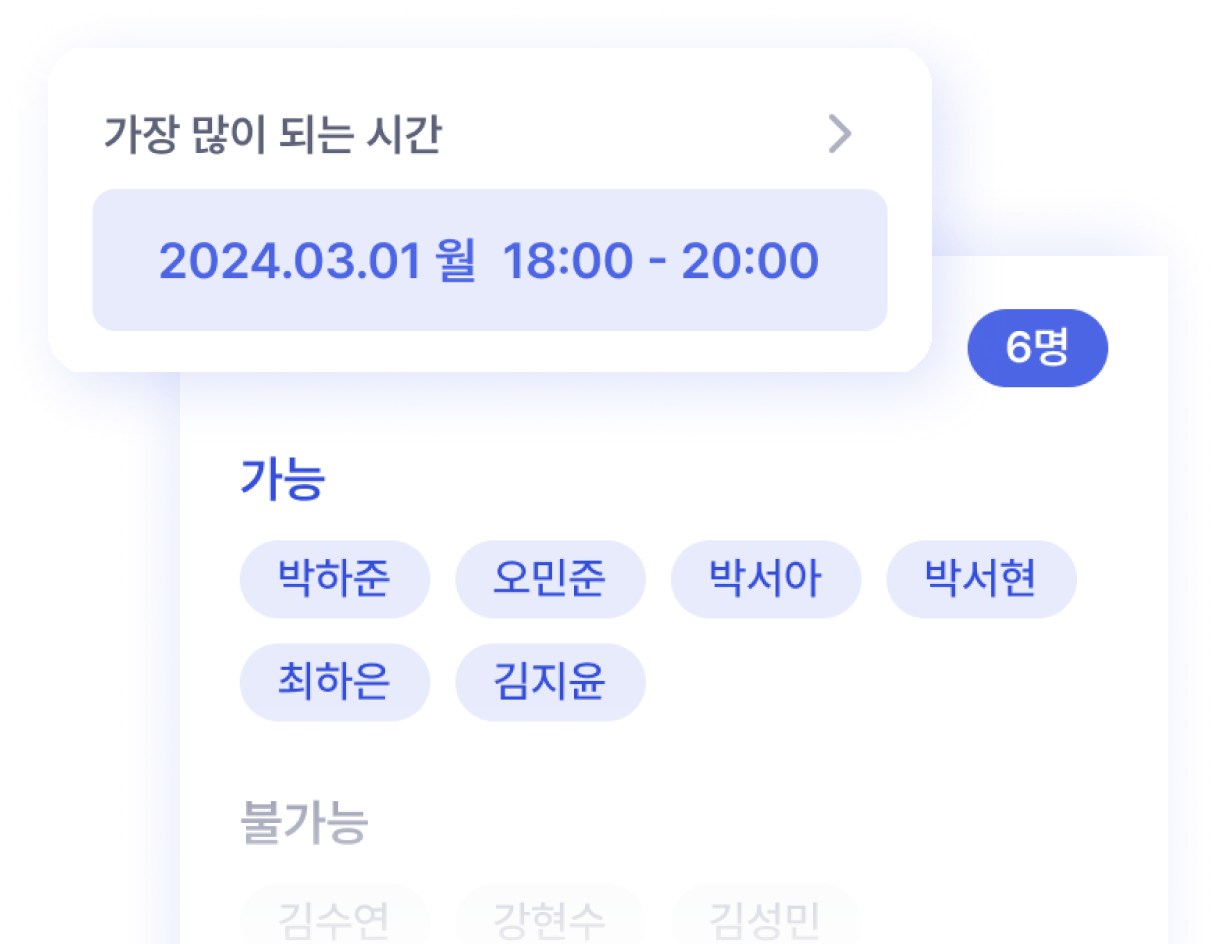 가장 많이 되는 시간
2024.03.01 월 18:00 - 20:00
6명
가능
박하준 오민준 박서아 박서현
최하은 김지윤
불가능
김수연 강현수 김성민